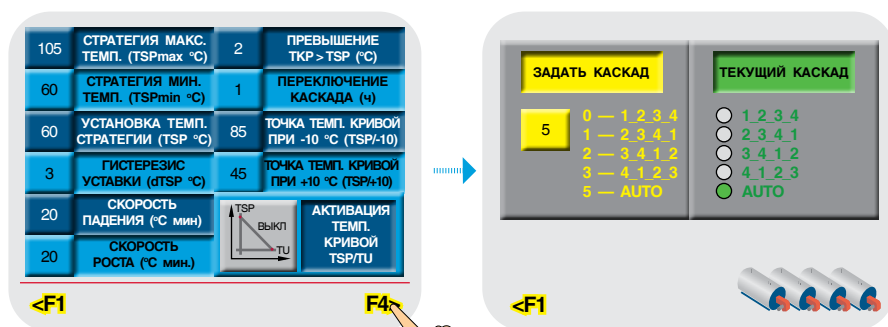 105
СТРАТЕГИЯ МАКС.
ТЕМП. (TSPmax °C)
2
ПРЕВЫШЕНИЕ
TKP > TSP (°C)
60
СТРАТЕГИЯ МИН.
ТЕМП. (TSPmin °C)
1
ПЕРЕКЛЮЧЕНИЕ
КАСКАДА (ч)
60
УСТАНОВКА ТЕМП.
СТРАТЕГИИ (TSP °C)
85
ТОЧКА ТЕМП. КРИВОЙ
ПРИ -10 °C (TSP/-10)
3
ГИСТЕРЕЗИС
УСТАВКИ (dTSP °C)
45
ТОЧКА ТЕМП. КРИВОЙ
ПРИ +10 °C (TSP/+10)
20
СКОРОСТЬ
ПАДЕНИЯ (°C мин)
20
СКОРОСТЬ
РОСТА (°C мин.)
TSP
ВЫКЛ
TU
АКТИВАЦИЯ
ТЕМП.
КРИВОЙ
TSP/TU
<F1
F4>
ЗАДАТЬ КАСКАД
5
0 — 1_2_3_4
1 — 2_3_4_1
2 — 3_4_1_2
3 — 4_1_2_3
5 — AUTO
ТЕКУЩИЙ КАСКАД
1_2_3_4
2_3_4_1
3_4_1_2
4_1_2_3
AUTO
<F1